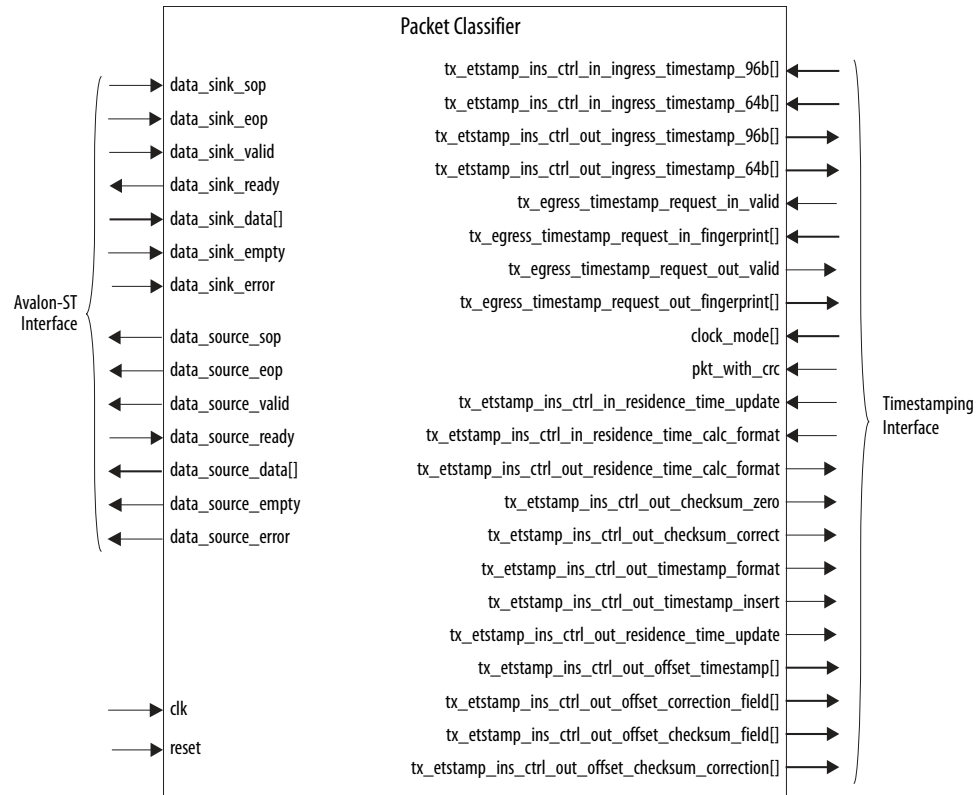 Packet Classifier
Avalon-ST
Interface
data_sink_sop
data_sink_eop
data_sink_valid
data_sink_ready
data_sink_data[]
data_sink_empty
data_sink_error
data_source_sop
data_source_eop
data_source_valid
data_source_ready
data_source_data[]
data_source_empty
data_source_error
clk
reset
tx_etstamp_ins_ctrl_in_ingress_timestamp_96b[]
tx_etstamp_ins_ctrl_in_ingress_timestamp_64b[]
tx_etstamp_ins_ctrl_out_ingress_timestamp_96b[]
tx_etstamp_ins_ctrl_out_ingress_timestamp_64b[]
tx_egress_timestamp_request_in_valid
tx_egress_timestamp_request_in_fingerprint[]
tx_egress_timestamp_request_out_valid
tx_egress_timestamp_request_out_fingerprint[]
clock_mode[]
pkt_with_crc
tx_etstamp_ins_ctrl_in_residence_time_update
tx_etstamp_ins_ctrl_in_residence_time_calc_format
tx_etstamp_ins_ctrl_out_residence_time_calc_format
tx_etstamp_ins_ctrl_out_checksum_zero
tx_etstamp_ins_ctrl_out_checksum_correct
tx_etstamp_ins_ctrl_out_timestamp_format
tx_etstamp_ins_ctrl_out_timestamp_insert
tx_etstamp_ins_ctrl_out_residence_time_update
tx_etstamp_ins_ctrl_out_offset_timestamp[]
tx_etstamp_ins_ctrl_out_offset_correction_field[]
tx_etstamp_ins_ctrl_out_offset_checksum_field[]
tx_etstamp_ins_ctrl_out_offset_checksum_correction[]
Timestamping
Interface